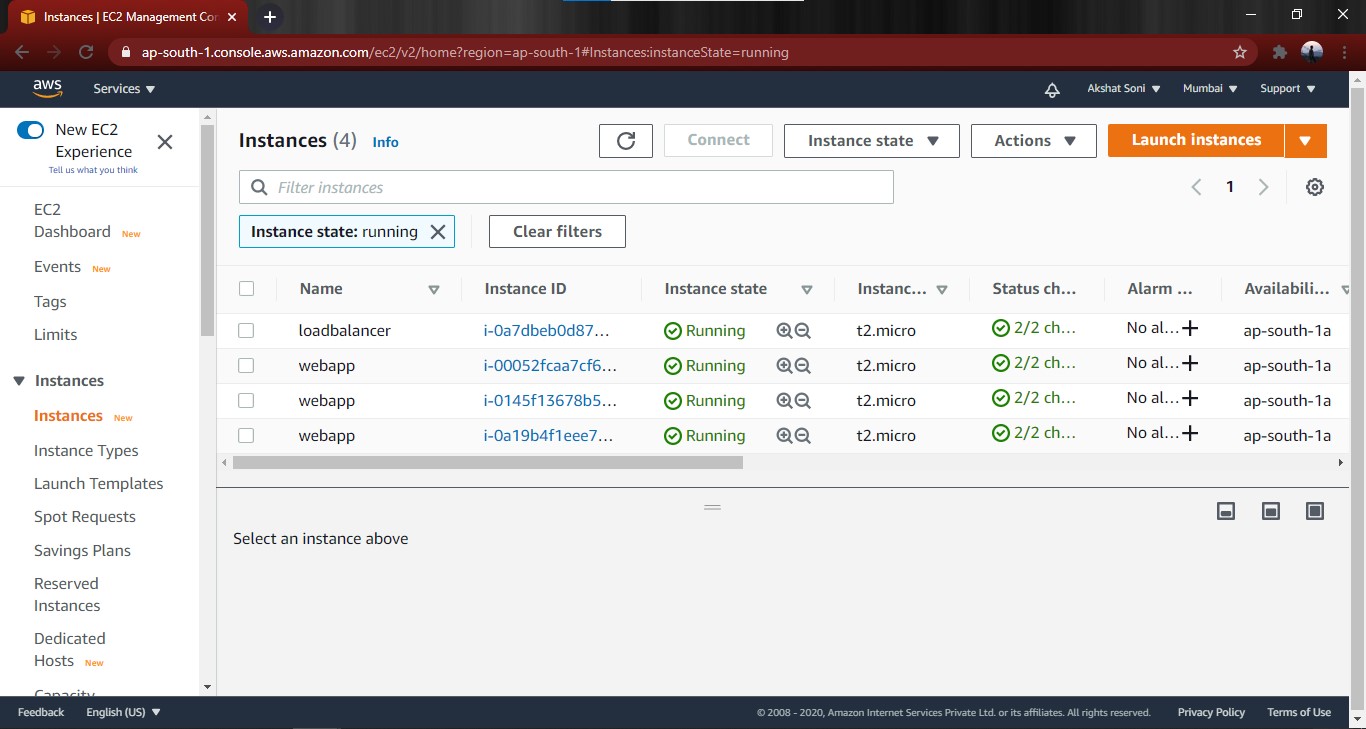 Instances | EC2 Management Con
ap-south-1.console.aws.amazon.com/ec2/v2/home?region=ap-south-1#Instances:instanceState=running
aws Services Akshat Soni Mumbai Support
New EC2
Experience
Tell us what you think
EC2
Dashboard New
Events New
Tags
Limits
Instances
Instances New
Instance Types
Launch Templates
Spot Requests
Savings Plans
Reserved
Instances
Dedicated
Hosts New
Capacity
Instances (4) Info Connect Instance state Actions Launch instances
Filter instances 1
Instance state: running Clear filters
Name Instance ID Instance state Instanc... Status ch... Alarm ... Availabili...
loadbalancer i-0a7dbeb0d87... Running t2.micro 2/2 ch... No al... ap-south-1a
webapp i-00052fcaa7cf6... Running t2.micro 2/2 ch... No al... ap-south-1a
webapp i-0145f13678b5... Running t2.micro 2/2 ch... No al... ap-south-1a
webapp i-0a19b4f1eee7... Running t2.micro 2/2 ch... No al... ap-south-1a
Select an instance above
Feedback English (US) © 2008 - 2020, Amazon Internet Services Private Ltd. or its affiliates. All rights reserved. Privacy Policy Terms of Use